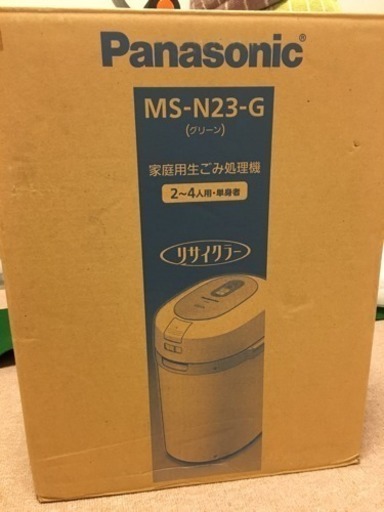 Panasonic®
MS-N23-G
(グリーン)
家庭用生ごみ処理機
2〜4人用・単身者
リサイクラー